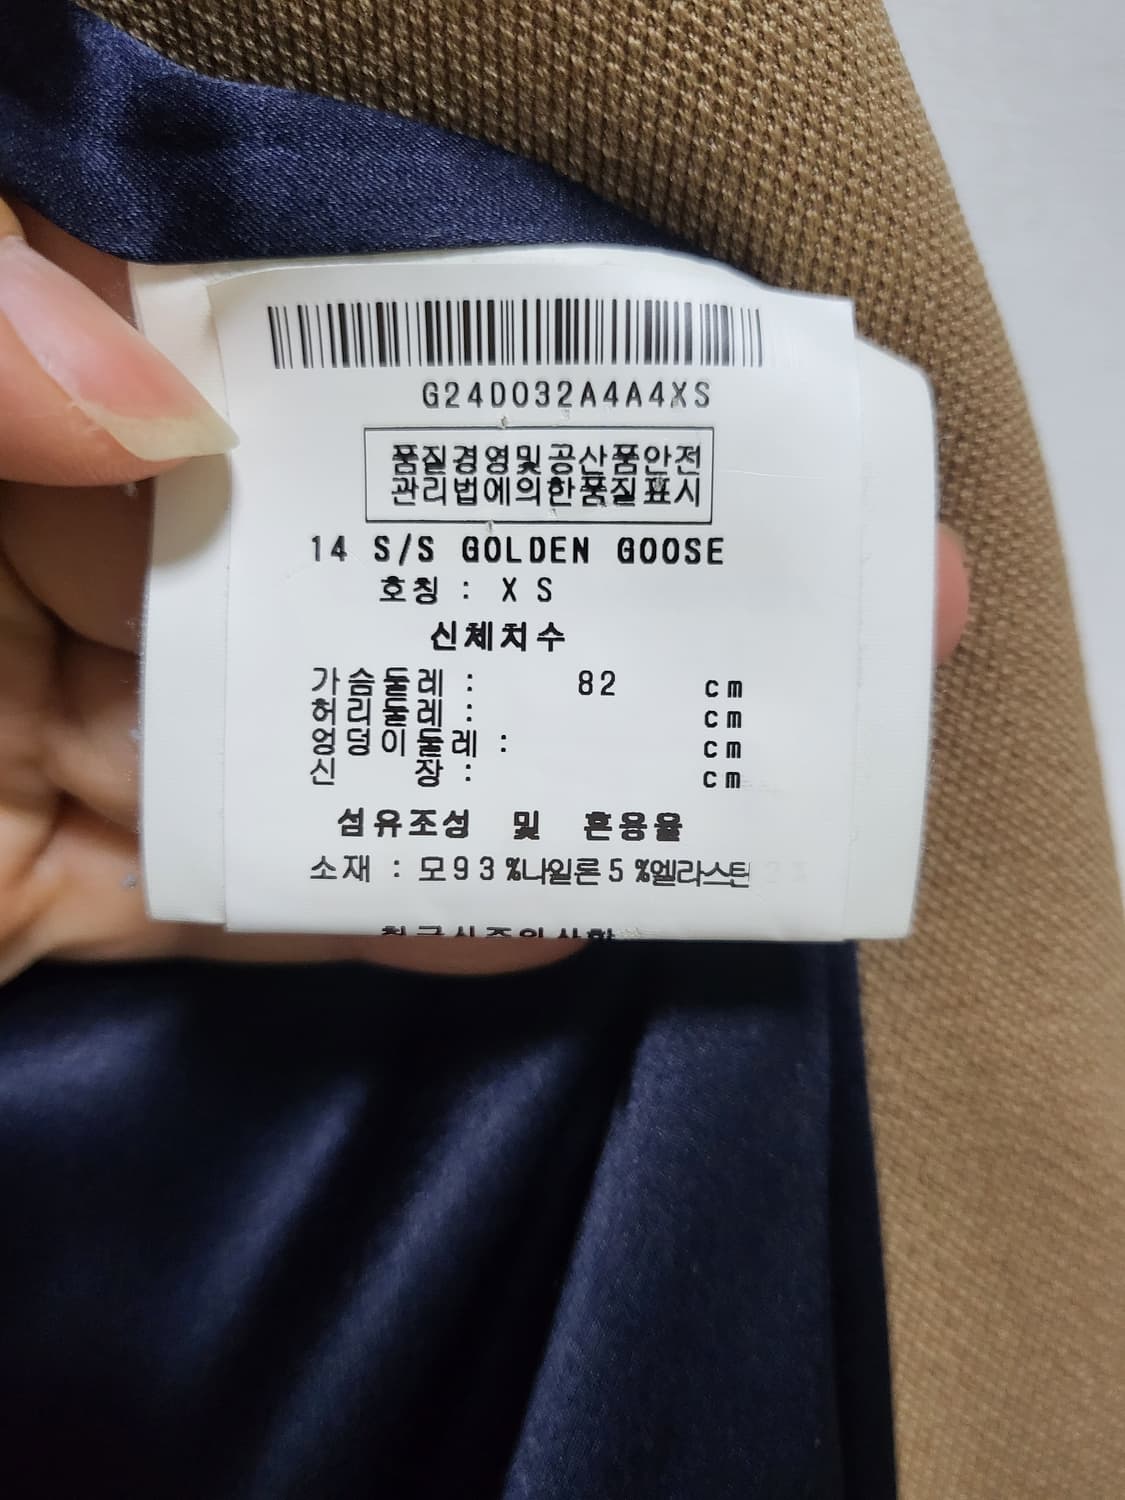 G24D032A4A4XS
품질경영및공산품안전
관리법에의한품질표시
14 S/S GOLDEN GOOSE
호칭 : XS
신체치수
가슴둘레 : 82 cm
허리둘레 : cm
엉덩이둘레 : cm
신 장 : cm
섬유조성 및 혼용율
소재 : 모93%나일론5%엘라스틴